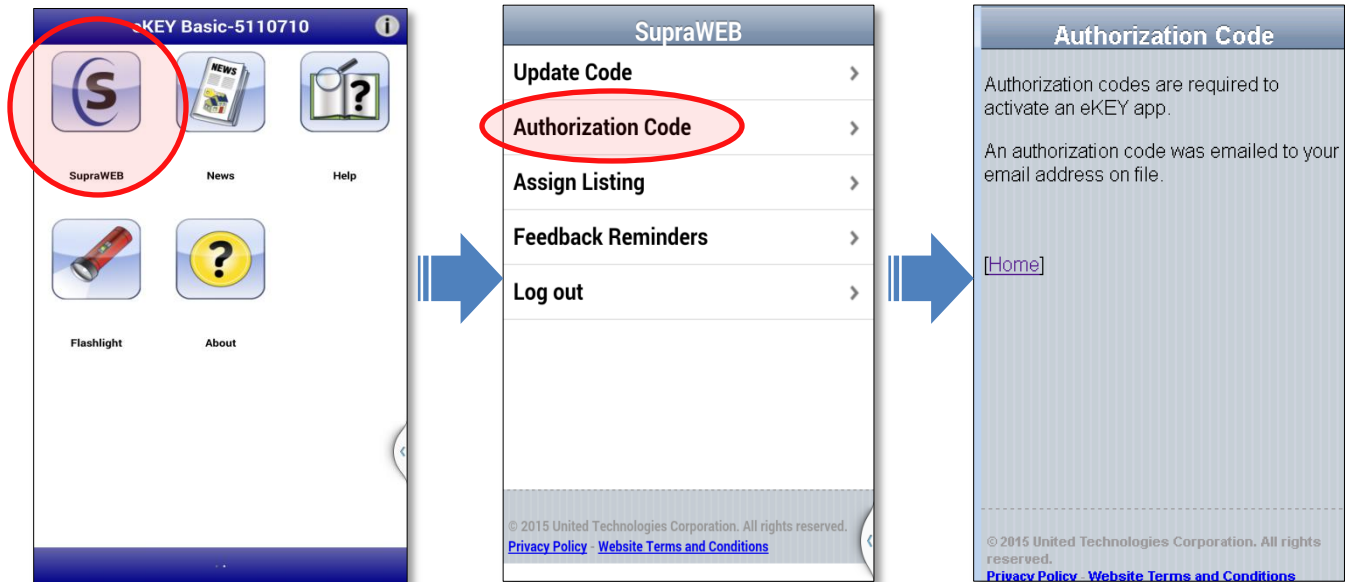 eKEY Basic-5110710
i
S
NEWS
?
SupraWEB
News
Help
?
Flashlight
About
SupraWEB
Update Code
Authorization Code
Assign Listing
Feedback Reminders
Log out
© 2015 United Technologies Corporation. All rights reserved.
Privacy Policy - Website Terms and Conditions
Authorization Code
Authorization codes are required to
activate an eKEY app.
An authorization code was emailed to your
email address on file.
[Home]
© 2015 United Technologies Corporation. All rights
reserved.
Privacy Policy - Website Terms and Conditions